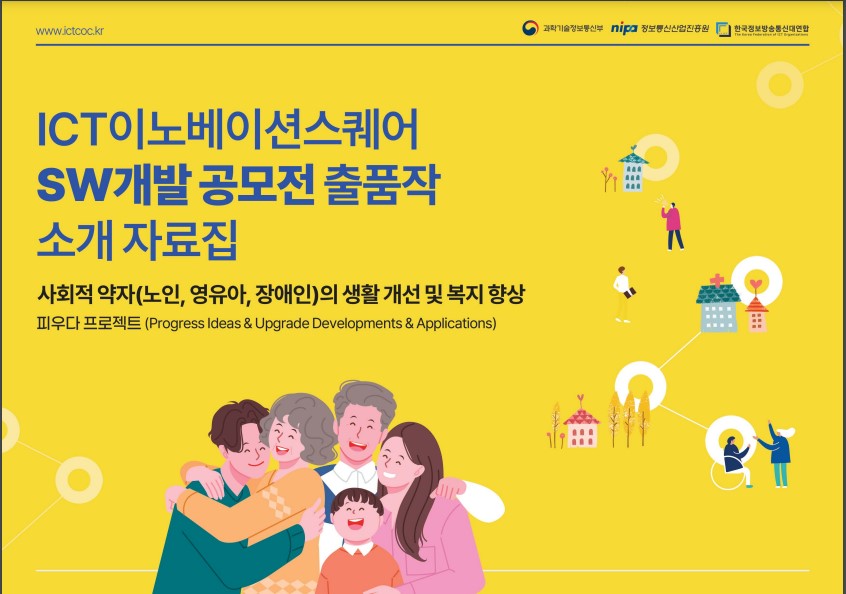 www.ictcoc.kr
과학기술정보통신부 nipa 정보통신산업진흥원 한국정보방송통신대연합
The Korea Federation of ICT Organizations
ICT이노베이션스퀘어
SW개발 공모전 출품작
소개 자료집
사회적 약자(노인, 영유아, 장애인)의 생활 개선 및 복지 향상
피우다 프로젝트 (Progress Ideas & Upgrade Developments & Applications)